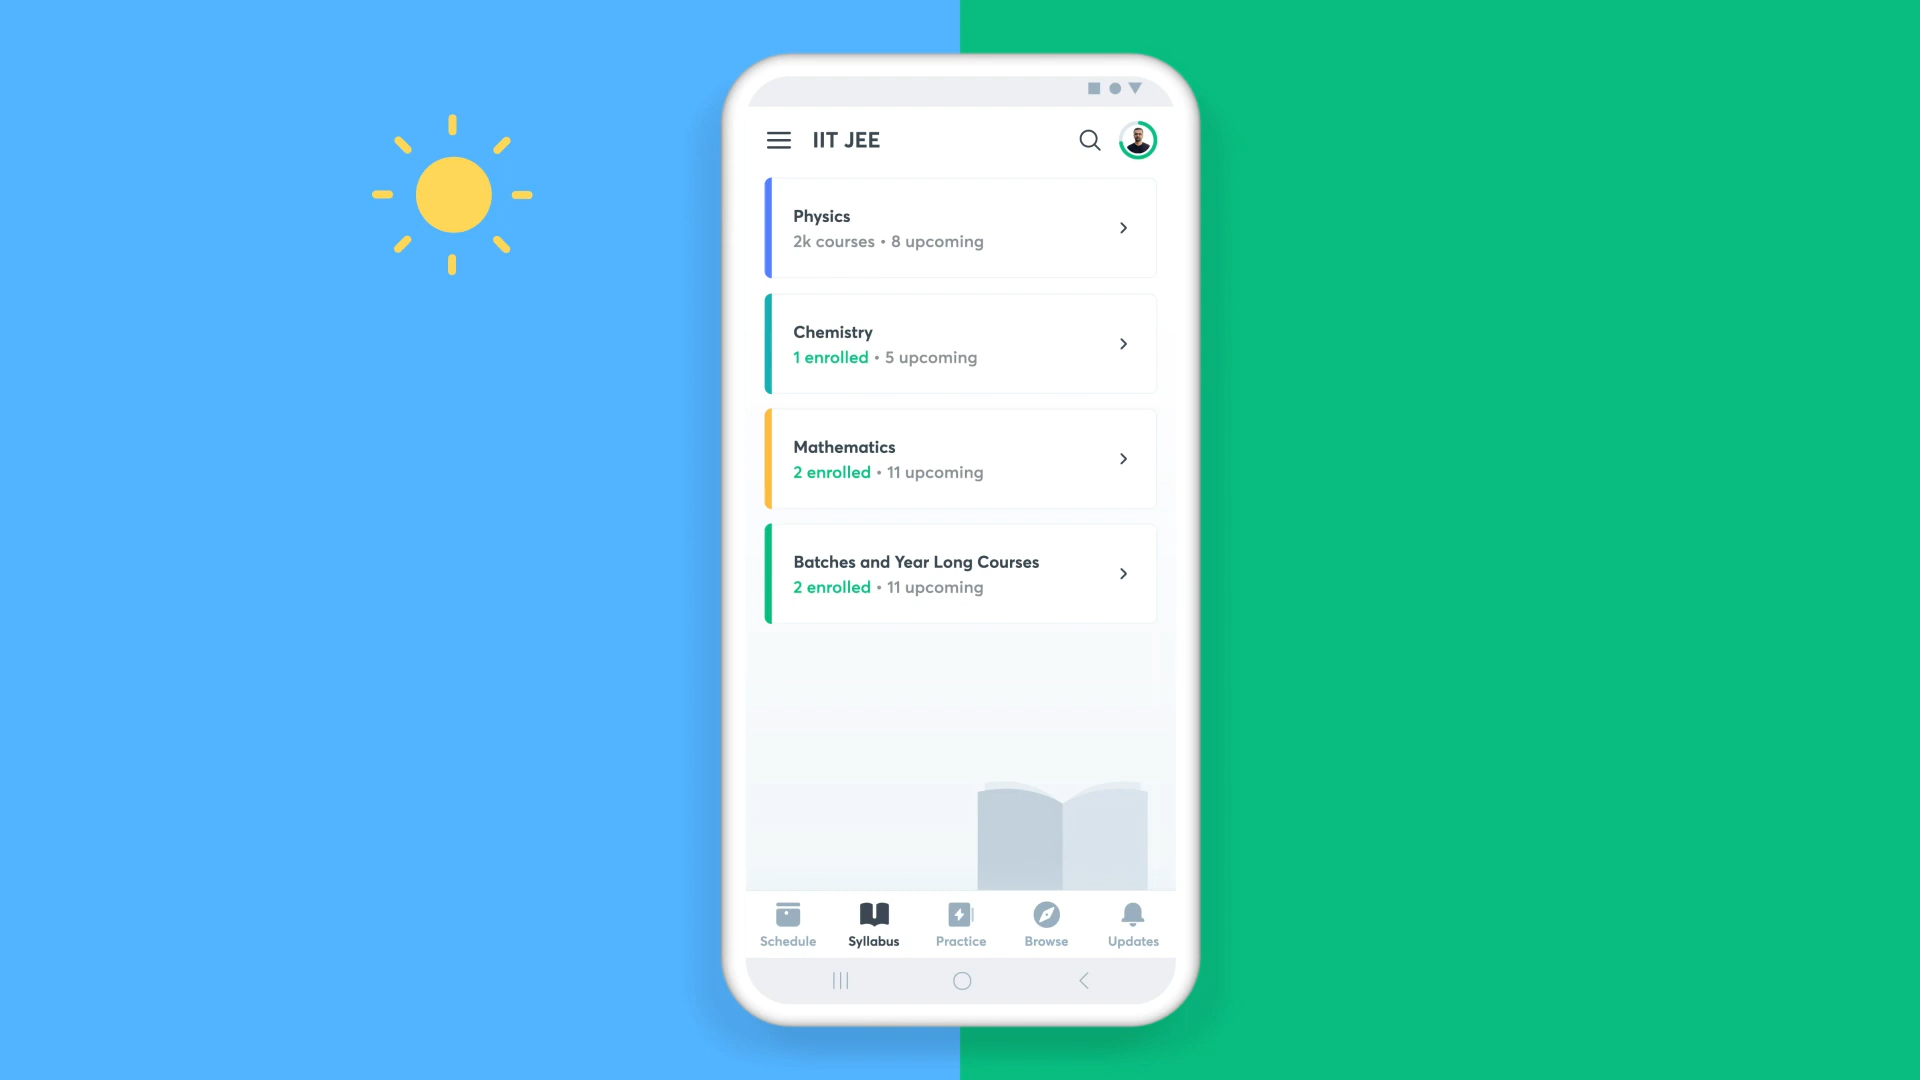 IIT JEE
Physics
2k courses • 8 upcoming
Chemistry
1 enrolled • 5 upcoming
Mathematics
2 enrolled • 11 upcoming
Batches and Year Long Courses
2 enrolled • 11 upcoming
Schedule Syllabus Practice Browse Updates